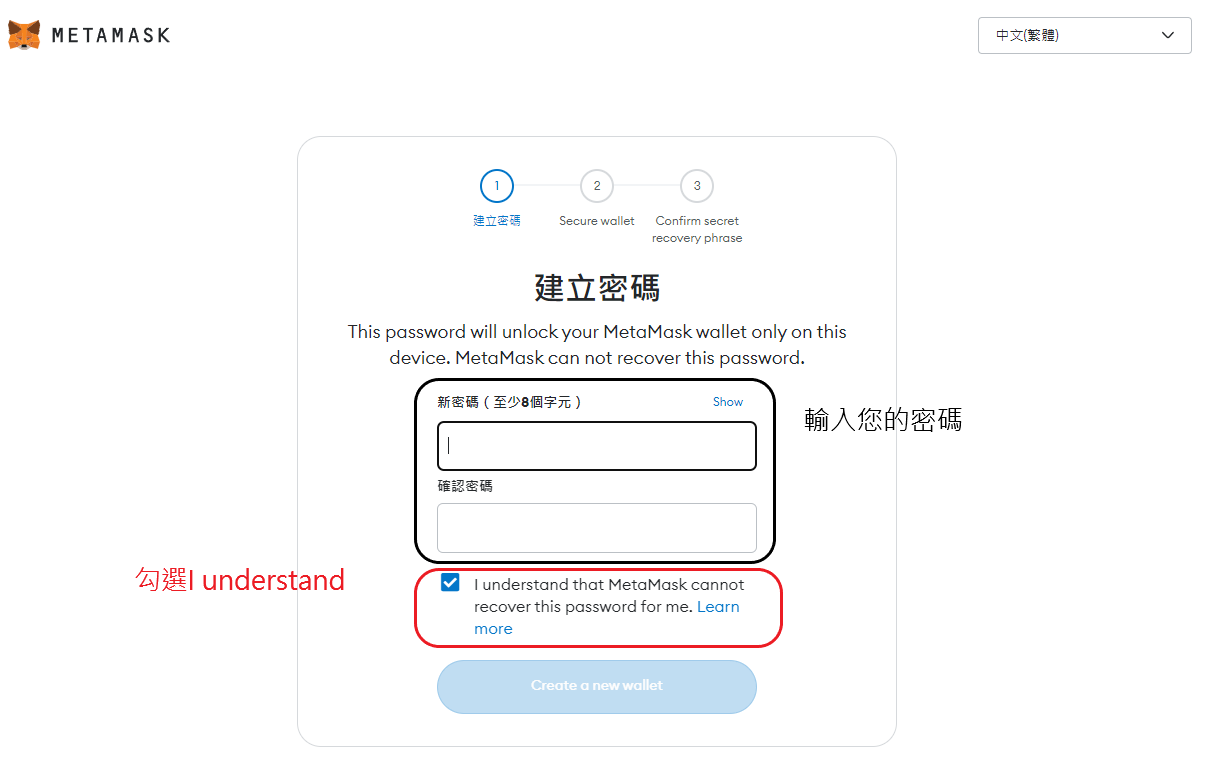 METAMASK
中文(繁體)
1
2
3
建立密碼
Secure wallet
Confirm secret
recovery phrase
建立密碼
This password will unlock your MetaMask wallet only on this
device. MetaMask can not recover this password.
新密碼（至少8個字元）
Show
輸入您的密碼
確認密碼
勾選I understand
I understand that MetaMask cannot
recover this password for me. Learn
more
Create a new wallet